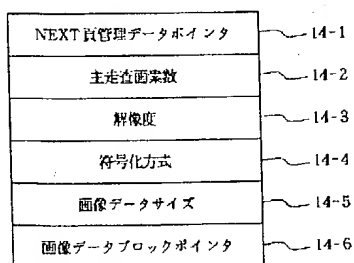 NEXT頁管理データポインタ 14-1
主走査画素数 14-2
解像度 14-3
符号化方式 14-4
画像データサイズ 14-5
画像データブロックポインタ 14-6